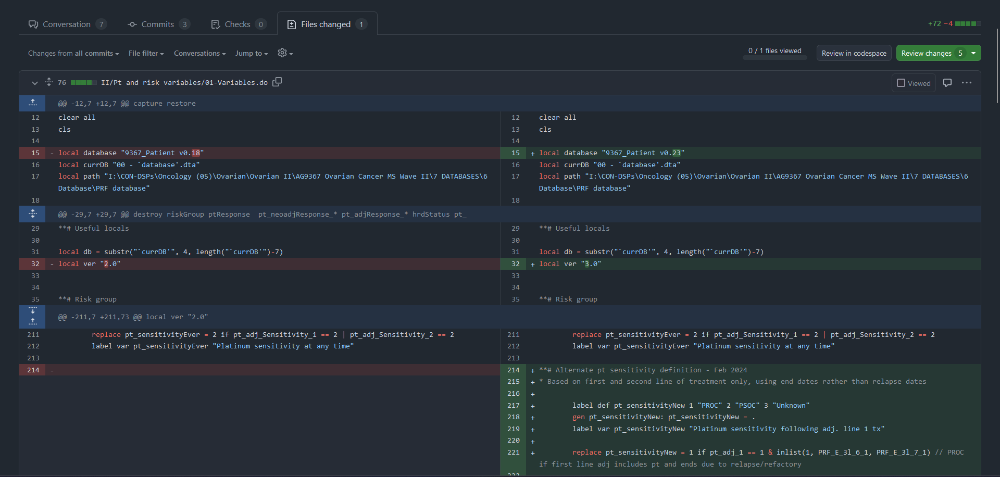 Conversation 7 Commits 3 Checks 0 Files changed 1 +72 −4
Changes from all commits File filter Conversations Jump to 0 / 1 files viewed Review in codespace Review changes 5
76 II/Pt and risk variables/01-Variables.do Viewed
@@ -12,7 +12,7 @@ capture restore
12 clear all 12 clear all
13 cls 13 cls
14 14
15 - local database "9367_Patient v0.18" 15 + local database "9367_Patient v0.23"
16 local currDB "00 - `database'.dta" 16 local currDB "00 - `database'.dta"
17 local path "I:\CON-DSPs\Oncology (05)\Ovarian\Ovarian II\AG9367 Ovarian Cancer MS Wave II\7 DATABASES\6 17 local path "I:\CON-DSPs\Oncology (05)\Ovarian\Ovarian II\AG9367 Ovarian Cancer MS Wave II\7 DATABASES\6
Database\PRF database" Database\PRF database"
18 18
@@ -29,7 +29,7 @@ destroy riskGroup ptResponse  pt_neoadjResponse_* pt_adjResponse_* hrdStatus pt_
29 **# Useful locals 29 **# Useful locals
30 30
31 local db = substr("`currDB'", 4, length("`currDB'")-7) 31 local db = substr("`currDB'", 4, length("`currDB'")-7)
32 - local ver "2.0" 32 + local ver "3.0"
33 33
34 34
35 **# Risk group 35 **# Risk group
@@ -211,7 +211,73 @@ local ver "2.0"
211 replace pt_sensitivityEver = 2 if pt_adj_Sensitivity_1 == 2 | pt_adj_Sensitivity_2 == 2 211 replace pt_sensitivityEver = 2 if pt_adj_Sensitivity_1 == 2 | pt_adj_Sensitivity_2 == 2
212 label var pt_sensitivityEver "Platinum sensitivity at any time" 212 label var pt_sensitivityEver "Platinum sensitivity at any time"
213 213
214 - 214 + **# Alternate pt sensitivity definition - Feb 2024
215 + * Based on first and second line of treatment only, using end dates rather than relapse dates
216 +
217 + label def pt_sensitivityNew 1 "PROC" 2 "PSOC" 3 "Unknown"
218 + gen pt_sensitivityNew: pt_sensitivityNew = .
219 + label var pt_sensitivityNew "Platinum sensitivity following adj. line 1 tx"
220 +
221 + replace pt_sensitivityNew = 1 if pt_adj_1 == 1 & inlist(1, PRF_E_3l_6_1, PRF_E_3l_7_1) // PROC
if first line adj includes pt and ends due to relapse/refactory